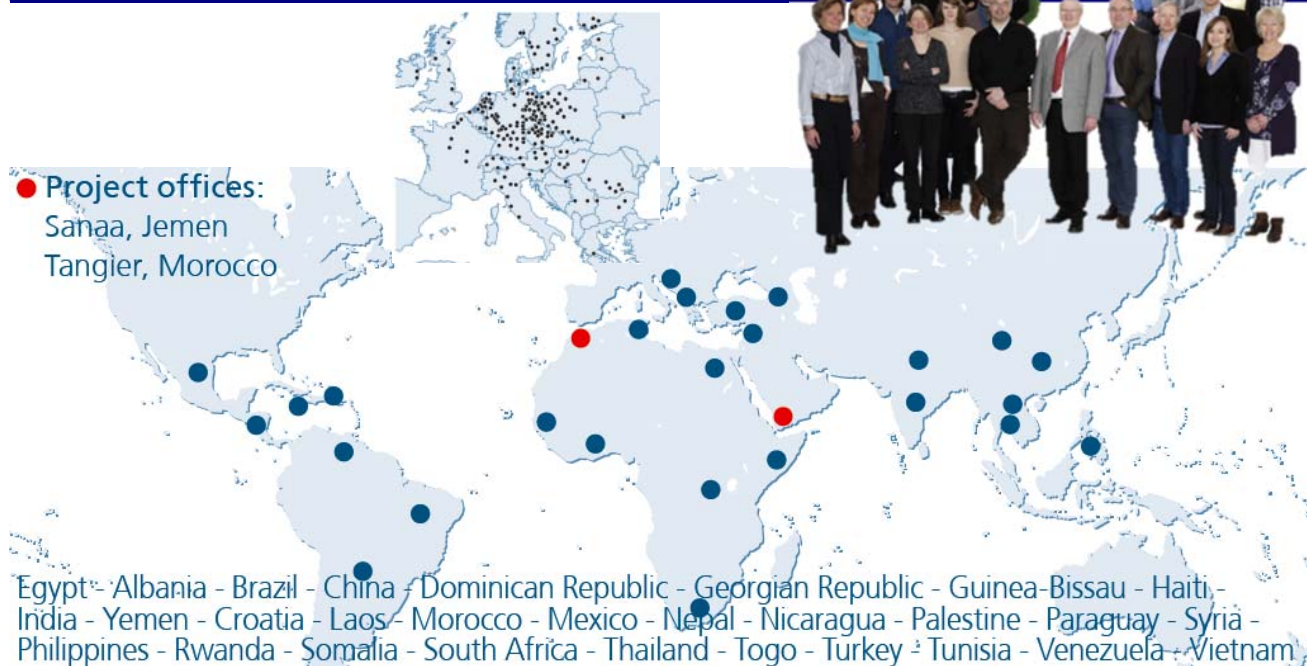 Project offices:
Sanaa, Jemen
Tangier, Morocco
Egypt - Albania - Brazil - China - Dominican Republic - Georgian Republic - Guinea-Bissau - Haiti -
India - Yemen - Croatia - Laos - Morocco - Mexico - Nepal - Nicaragua - Palestine - Paraguay - Syria -
Philippines - Rwanda - Somalia - South Africa - Thailand - Togo - Turkey - Tunisia - Venezuela - Vietnam